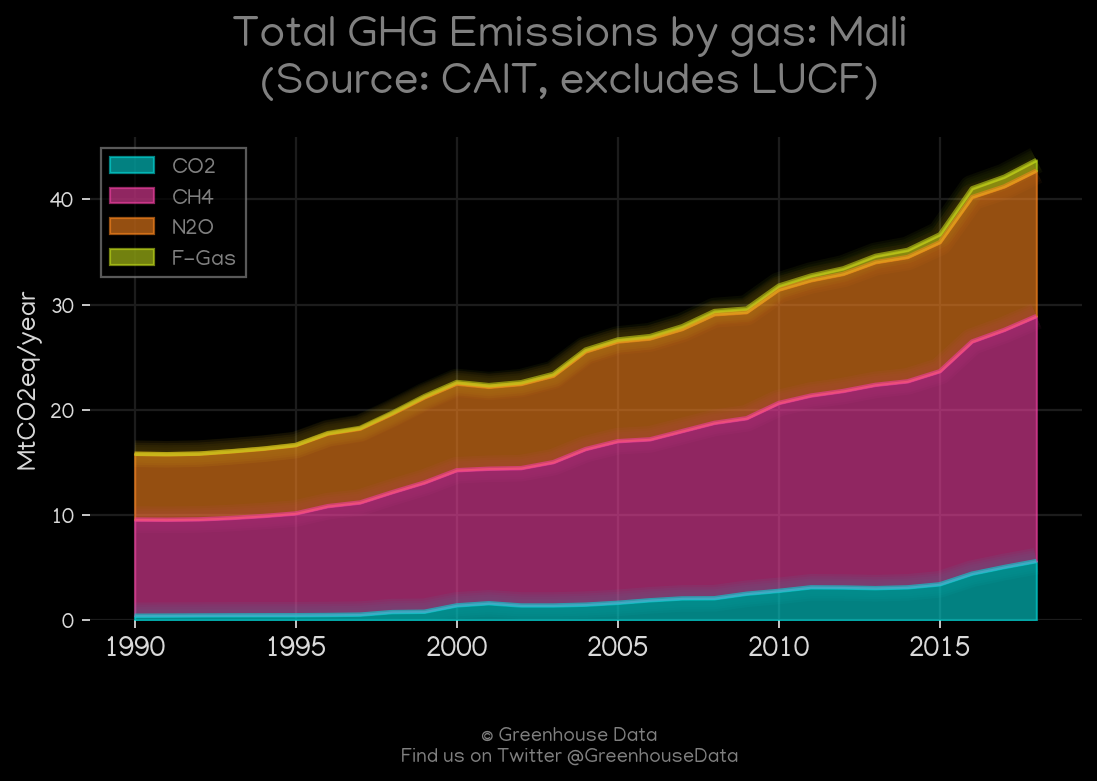 Total GHG Emissions by gas: Mali
(Source: CAIT, excludes LUCF)
CO2
CH4
N2O
F-Gas
MtCO2eq/year
40
30
20
10
0
1990 1995 2000 2005 2010 2015
© Greenhouse Data
Find us on Twitter @GreenhouseData